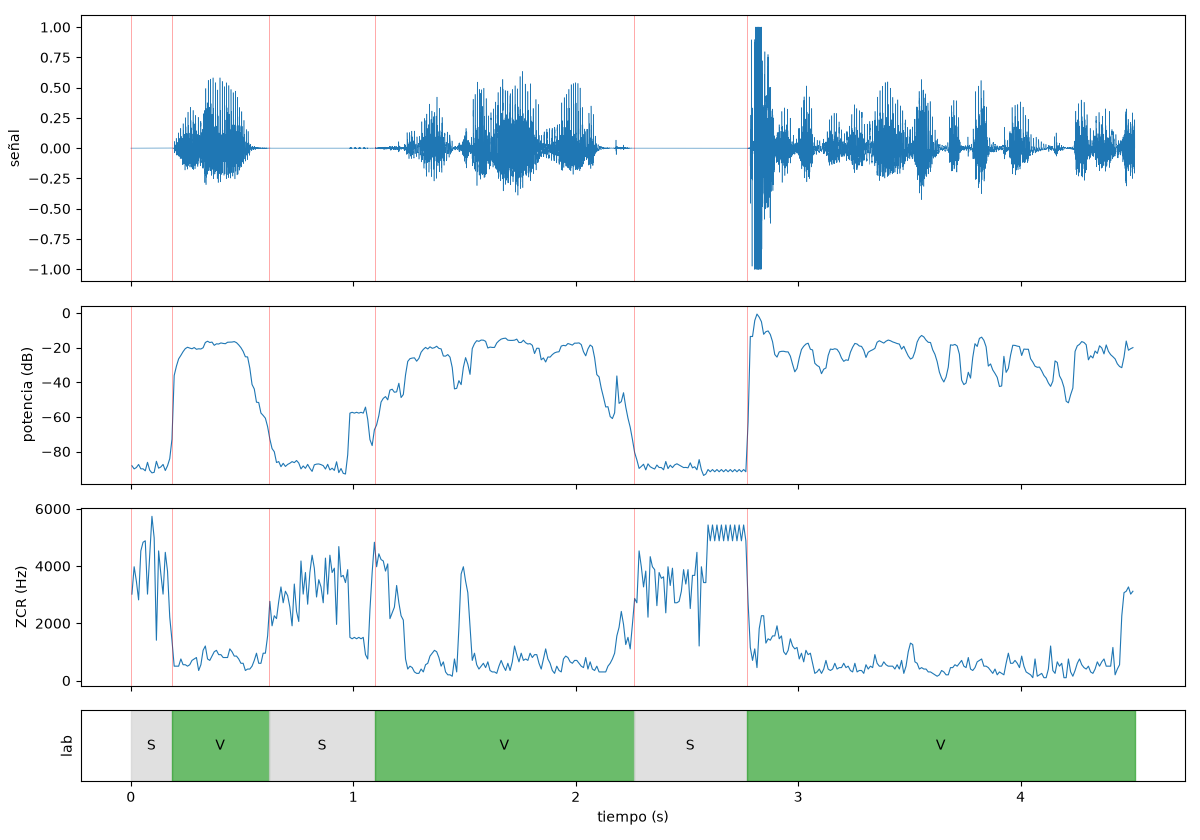 1.00
0.75
0.50
0.25
0.00
−0.25
−0.50
−0.75
−1.00
señal
0
−20
−40
−60
−80
potencia (dB)
6000
4000
2000
0
ZCR (Hz)
S V S V S V
lab
0 1 2 3 4
tiempo (s)